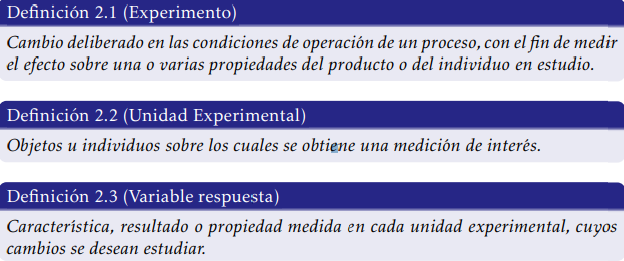 Definición 2.1 (Experimento)
Cambio deliberado en las condiciones de operación de un proceso, con el fin de medir
el efecto sobre una o varias propiedades del producto o del individuo en estudio.
Definición 2.2 (Unidad Experimental)
Objetos u individuos sobre los cuales se obtiene una medición de interés.
Definición 2.3 (Variable respuesta)
Característica, resultado o propiedad medida en cada unidad experimental, cuyos
cambios se desean estudiar.